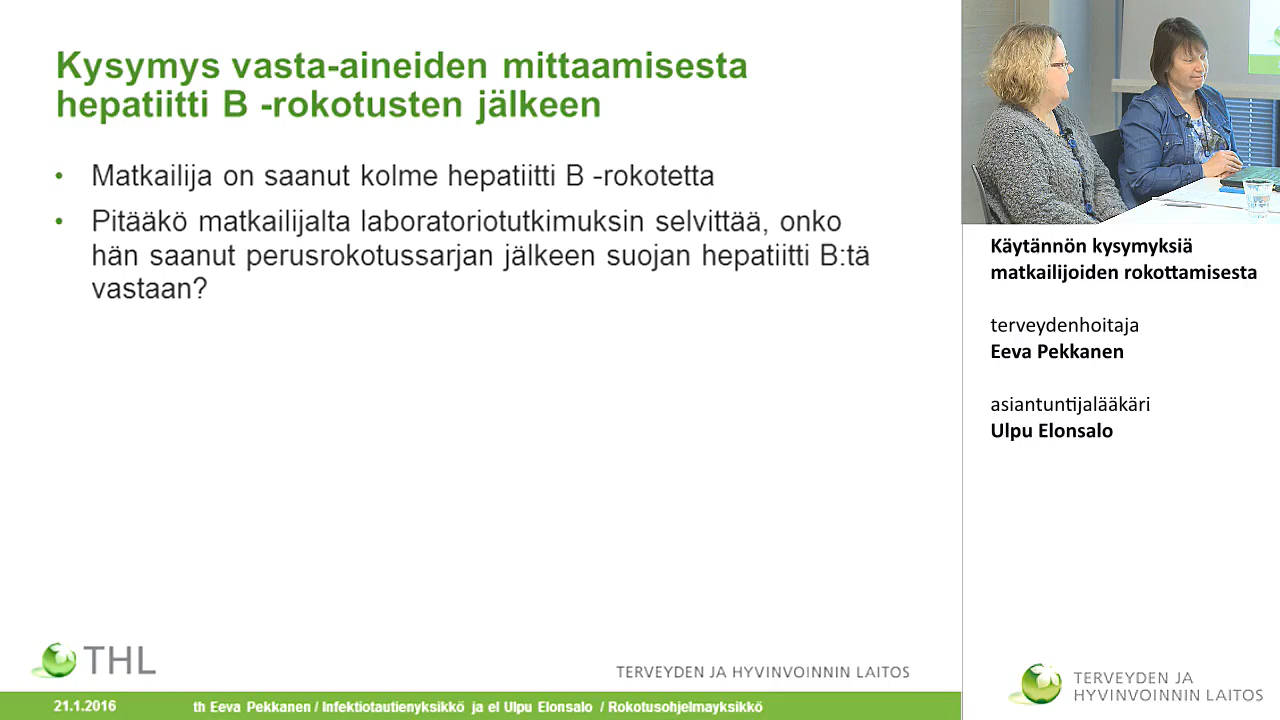 Kysymys vasta-aineiden mittaamisesta
hepatiitti B -rokotusten jälkeen
• Matkailija on saanut kolme hepatiitti B -rokotetta
• Pitääkö matkailijalta laboratoriotutkimuksin selvittää, onko
hän saanut perusrokotussarjan jälkeen suojan hepatiitti B:tä
vastaan?
THL
TERVEYDEN JA HYVINVOINNIN LAITOS
21.1.2016
th Eeva Pekkanen / Infektiotautienyksikkö ja el Ulpu Elonsalo / Rokotusohjelmayksikkö
Käytännön kysymyksiä
matkailijoiden rokottamisesta
terveydenhoitaja
Eeva Pekkanen
asiantuntijalääkäri
Ulpu Elonsalo
TERVEYDEN JA
HYVINVOINNIN LAITOS